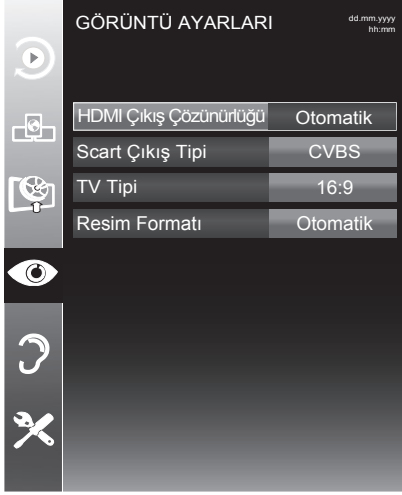 GÖRÜNTÜ AYARLARI
dd.mm.yyyy
hh:mm
HDMI Çıkış Çözünürlüğü Otomatik
Scart Çıkış Tipi CVBS
TV Tipi 16:9
Resim Formatı Otomatik